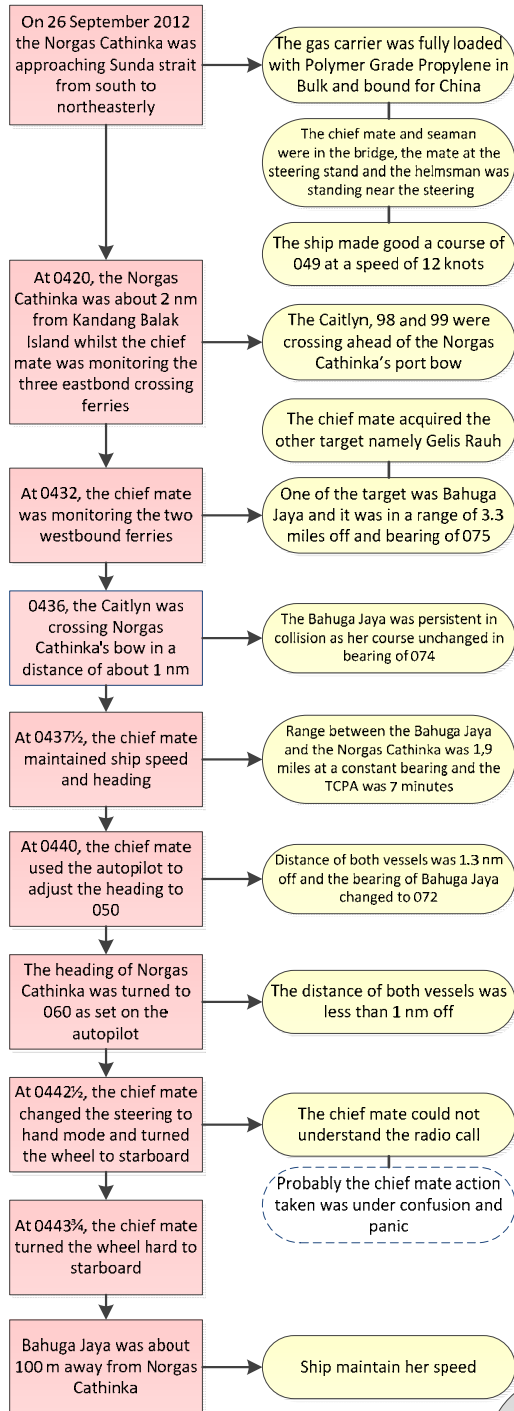 On 26 September 2012
the Norgas Cathinka was
approaching Sunda strait
from south to
northeasterly
The gas carrier was fully loaded
with Polymer Grade Propylene in
Bulk and bound for China
The chief mate and seaman
were in the bridge, the mate at the
steering stand and the helmsman was
standing near the steering
The ship made good a course of
049 at a speed of 12 knots
At 0420, the Norgas
Cathinka was about 2 nm
from Kandang Balak
Island whilst the chief
mate was monitoring the
three eastbond crossing
ferries
The Caitlyn, 98 and 99 were
crossing ahead of the Norgas
Cathinka's port bow
The chief mate acquired the
other target namely Gelis Rauh
At 0432, the chief mate
was monitoring the two
westbound ferries
One of the target was Bahuga
Jaya and it was in a range of 3.3
miles off and bearing of 075
0436, the Caitlyn was
crossing Norgas
Cathinka's bow in a
distance of about 1 nm
The Bahuga Jaya was persistent in
collision as her course unchanged in
bearing of 074
At 0437½, the chief mate
maintained ship speed
and heading
Range between the Bahuga Jaya
and the Norgas Cathinka was 1,9
miles at a constant bearing and the
TCPA was 7 minutes
At 0440, the chief mate
used the autopilot to
adjust the heading to
050
Distance of both vessels was 1.3 nm
off and the bearing of Bahuga Jaya
changed to 072
The heading of Norgas
Cathinka was turned to
060 as set on the
autopilot
The distance of both vessels was
less than 1 nm off
At 0442½, the chief mate
changed the steering to
hand mode and turned
the wheel to starboard
The chief mate could not
understand the radio call
Probably the chief mate action
taken was under confusion and
panic
At 0443¾, the chief mate
turned the wheel hard to
starboard
Bahuga Jaya was about
100 m away from Norgas
Cathinka
Ship maintain her speed